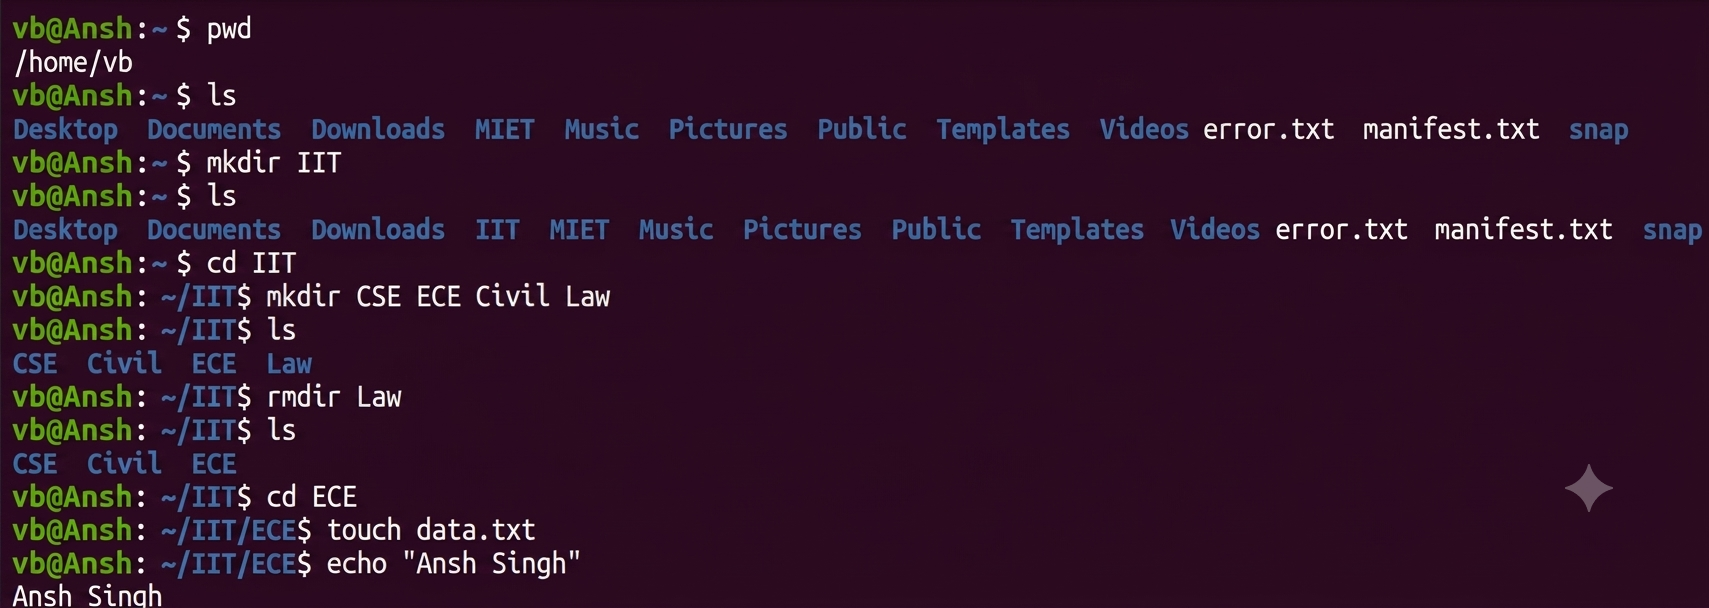 vb@Ansh:~ $ pwd
/home/vb
vb@Ansh:~ $ ls
Desktop Documents Downloads MIET Music Pictures Public Templates Videos error.txt manifest.txt snap
vb@Ansh:~ $ mkdir IIT
vb@Ansh:~ $ ls
Desktop Documents Downloads IIT MIET Music Pictures Public Templates Videos error.txt manifest.txt snap
vb@Ansh:~ $ cd IIT
vb@Ansh: ~/IIT$ mkdir CSE ECE Civil Law
vb@Ansh: ~/IIT$ ls
CSE Civil ECE Law
vb@Ansh: ~/IIT$ rmdir Law
vb@Ansh: ~/IIT$ ls
CSE Civil ECE
vb@Ansh: ~/IIT$ cd ECE
vb@Ansh: ~/IIT/ECE$ touch data.txt
vb@Ansh: ~/IIT/ECE$ echo "Ansh Singh"
Ansh Singh